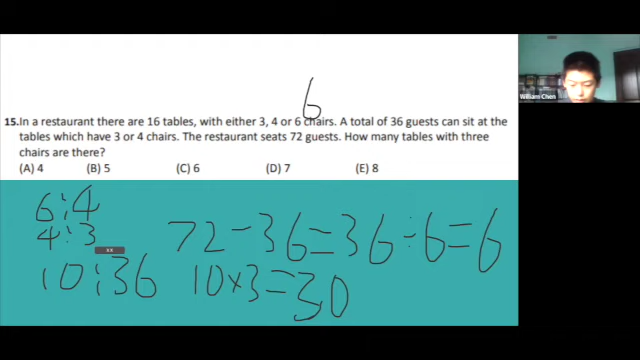 6
15.In a restaurant there are 16 tables, with either 3, 4 or 6 chairs. A total of 36 guests can sit at the
tables which have 3 or 4 chairs. The restaurant seats 72 guests. How many tables with three
chairs are there?
(A) 4 (B) 5 (C) 6 (D) 7 (E) 8
6:4
4:3
10:36
72-36=36÷6=6
10×3=30
William Chen